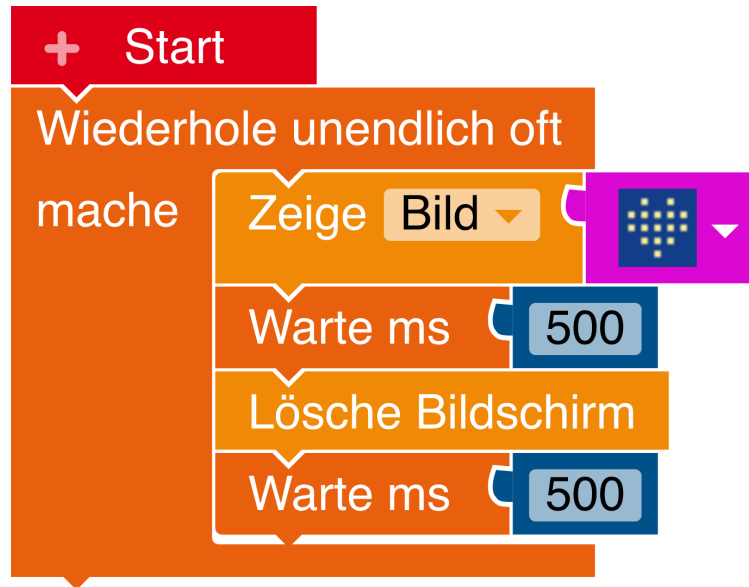 + Start
Wiederhole unendlich oft
mache Zeige Bild
Warte ms 500
Lösche Bildschirm
Warte ms 500